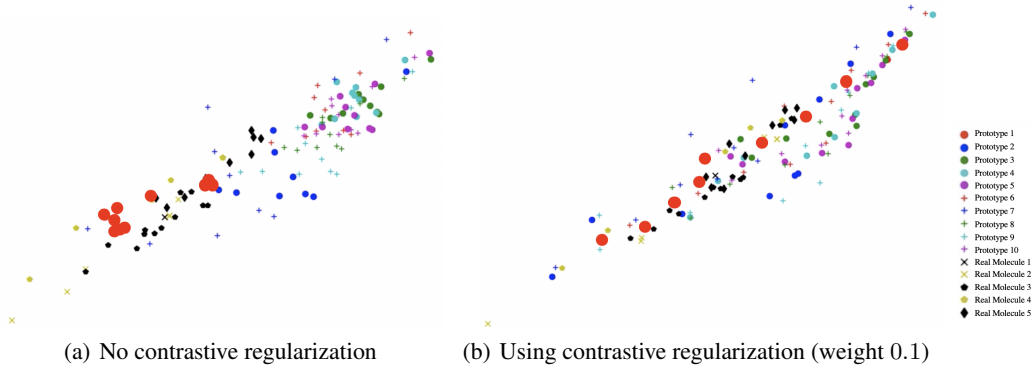 Prototype 1
Prototype 2
Prototype 3
Prototype 4
Prototype 5
Prototype 6
Prototype 7
Prototype 8
Prototype 9
Prototype 10
Real Molecule 1
Real Molecule 2
Real Molecule 3
Real Molecule 4
Real Molecule 5
(a) No contrastive regularization
(b) Using contrastive regularization (weight 0.1)